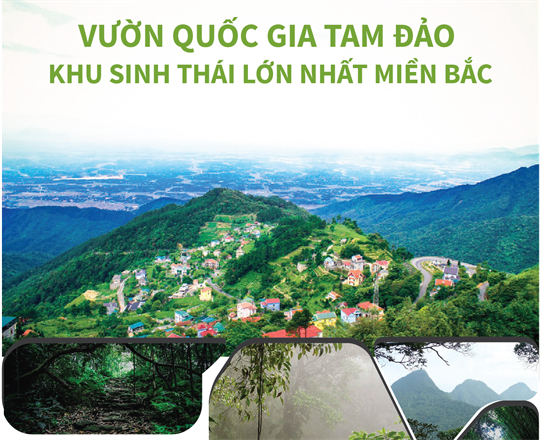 VƯỜN QUỐC GIA TAM ĐẢO
KHU SINH THÁI LỚN NHẤT MIỀN BẮC